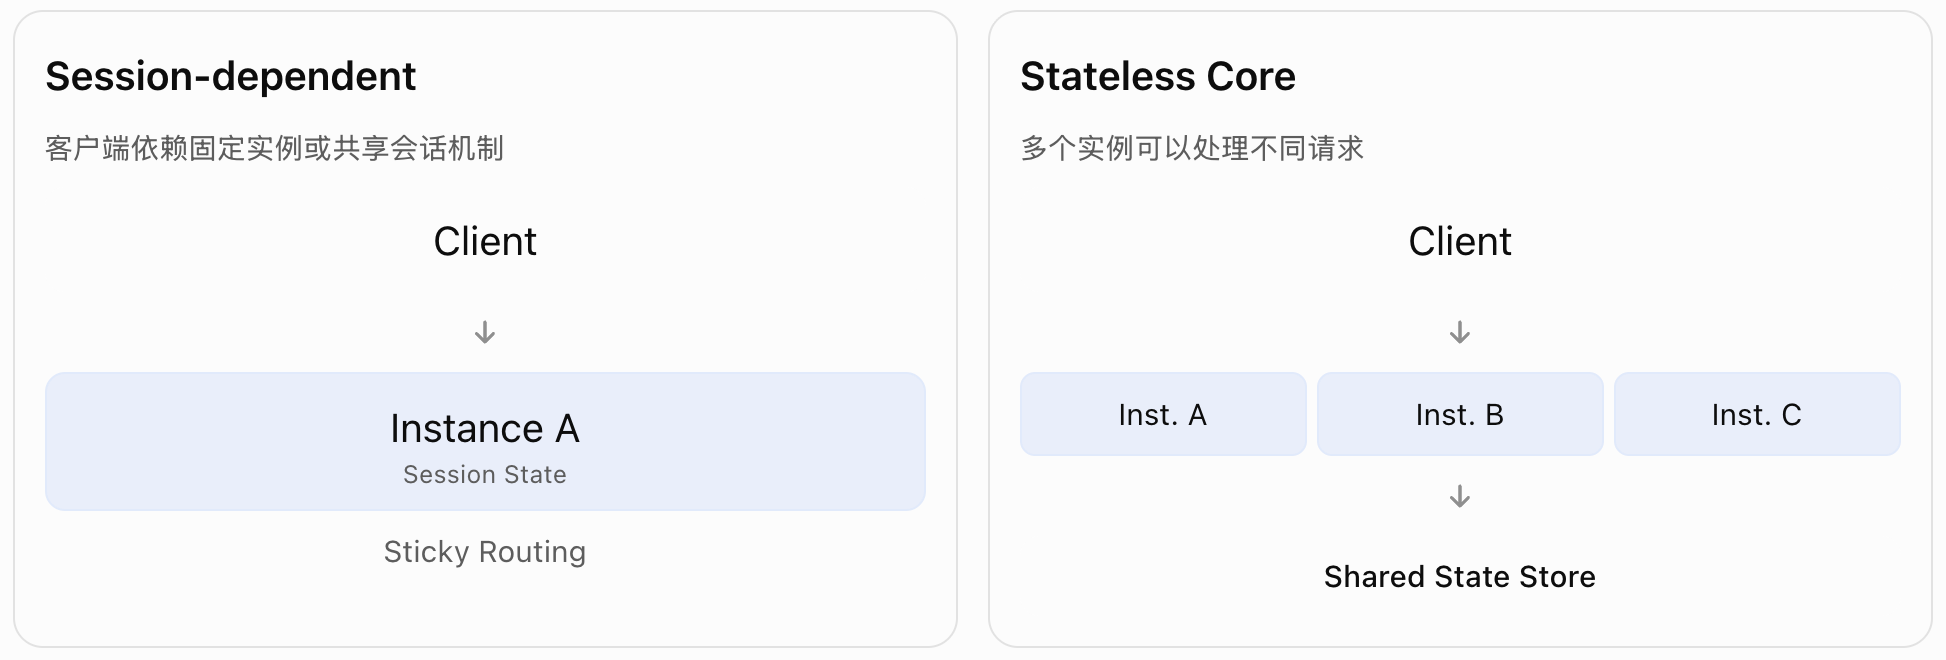 Session-dependent
客户端依赖固定实例或共享会话机制
Client
Instance A
Session State
Sticky Routing
Stateless Core
多个实例可以处理不同请求
Client
Inst. A
Inst. B
Inst. C
Shared State Store